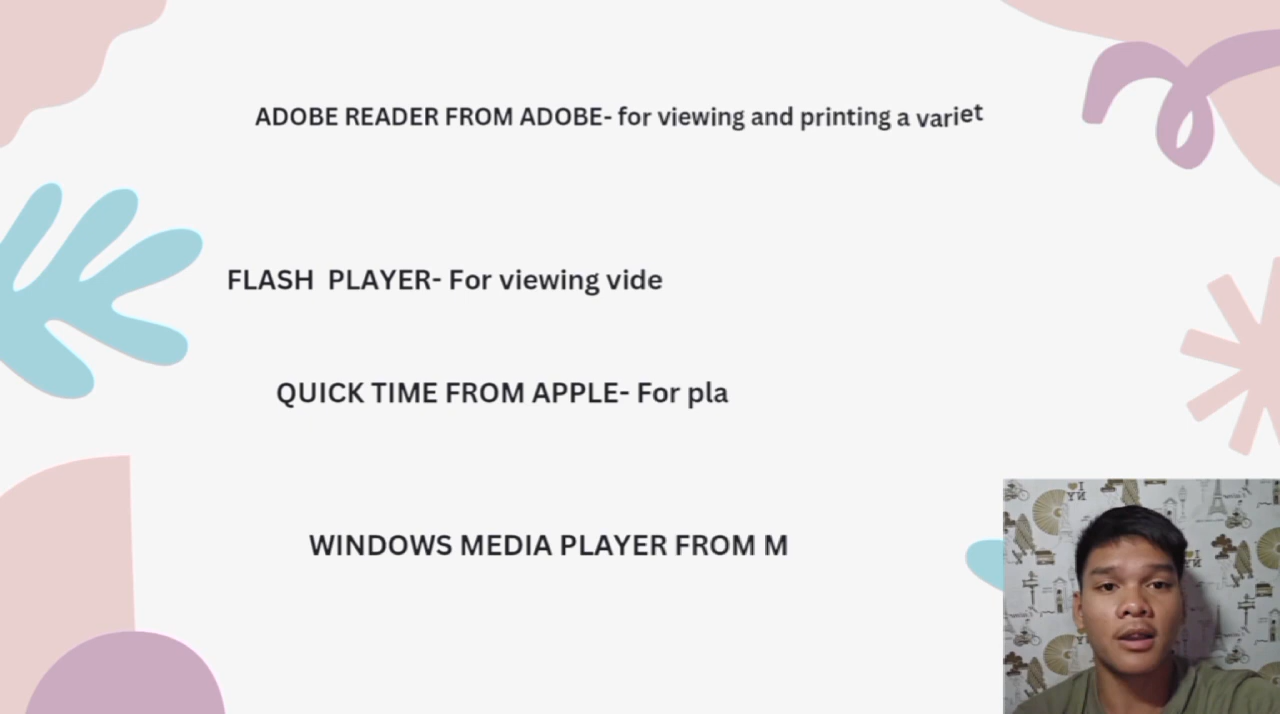 ADOBE READER FROM ADOBE- for viewing and printing a variet
FLASH PLAYER- For viewing vide
QUICK TIME FROM APPLE- For pla
WINDOWS MEDIA PLAYER FROM M